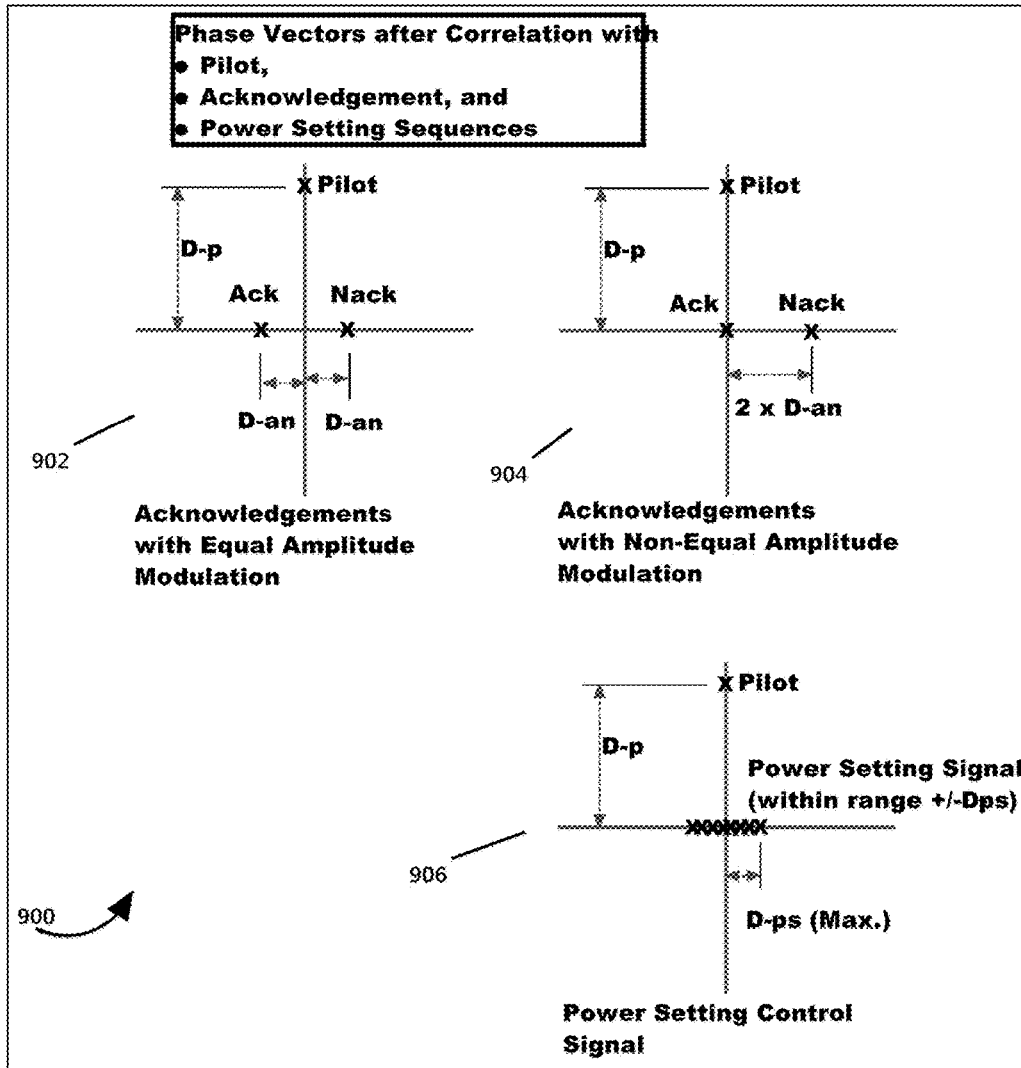 Phase Vectors after Correlation with
• Pilot,
• Acknowledgement, and
• Power Setting Sequences
x Pilot
D-p
Ack
Nack
x
x
D-an
D-an
902
Acknowledgements
with Equal Amplitude
Modulation
x Pilot
D-p
Ack
Nack
x
x
2 x D-an
904
Acknowledgements
with Non-Equal Amplitude
Modulation
x Pilot
D-p
Power Setting Signal
(within range +/-Dps)
906
D-ps (Max.)
900
Power Setting Control
Signal